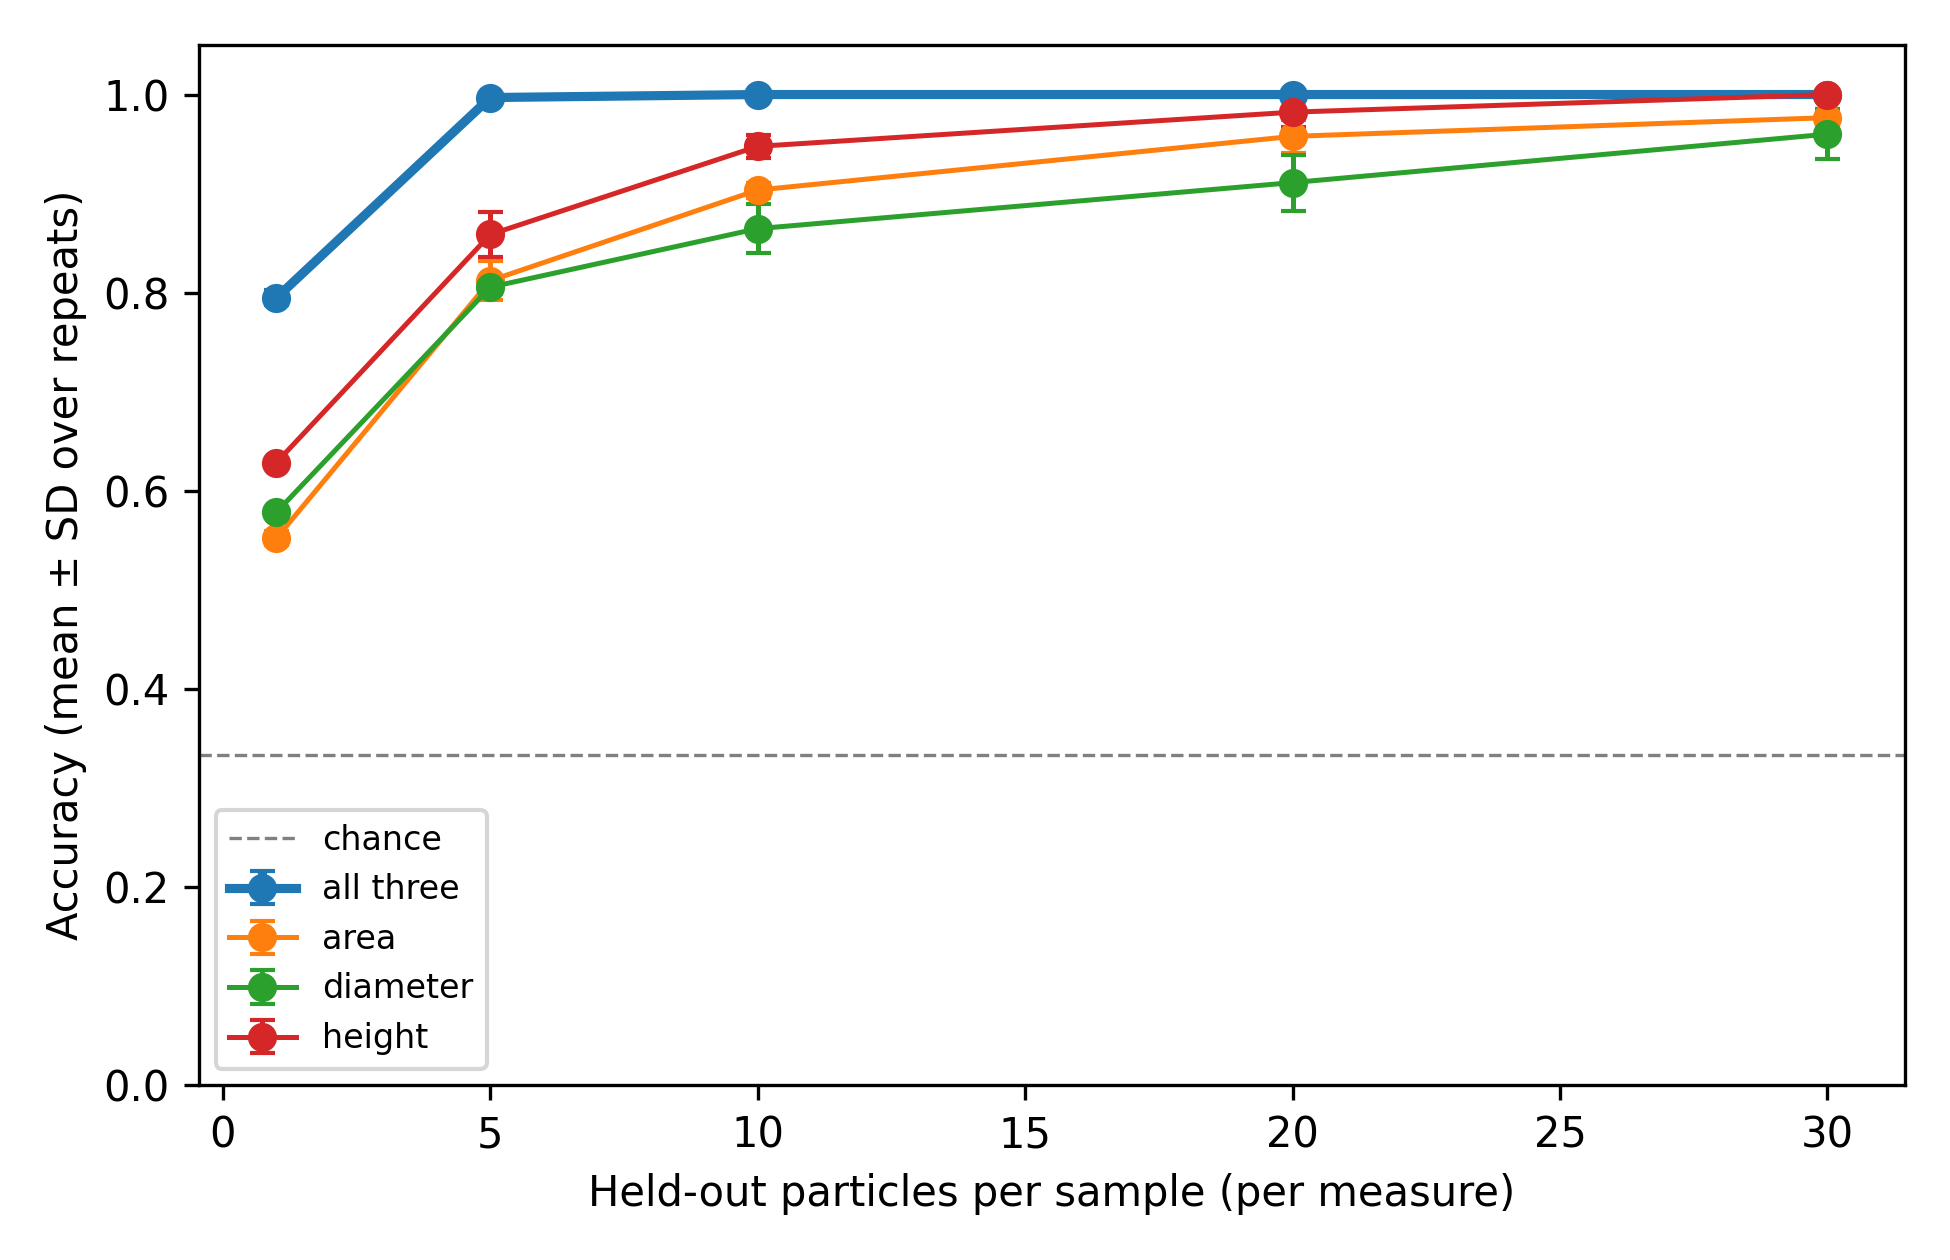 Accuracy (mean ± SD over repeats)
1.0
0.8
0.6
0.4
0.2
0.0
chance
all three
area
diameter
height
0 5 10 15 20 25 30
Held-out particles per sample (per measure)